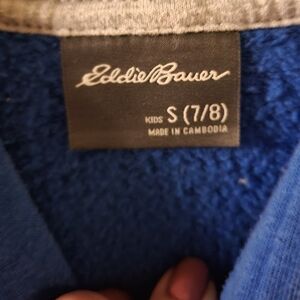 Eddie Bauer
KIDS S (7/8)
MADE IN CAMBODIA